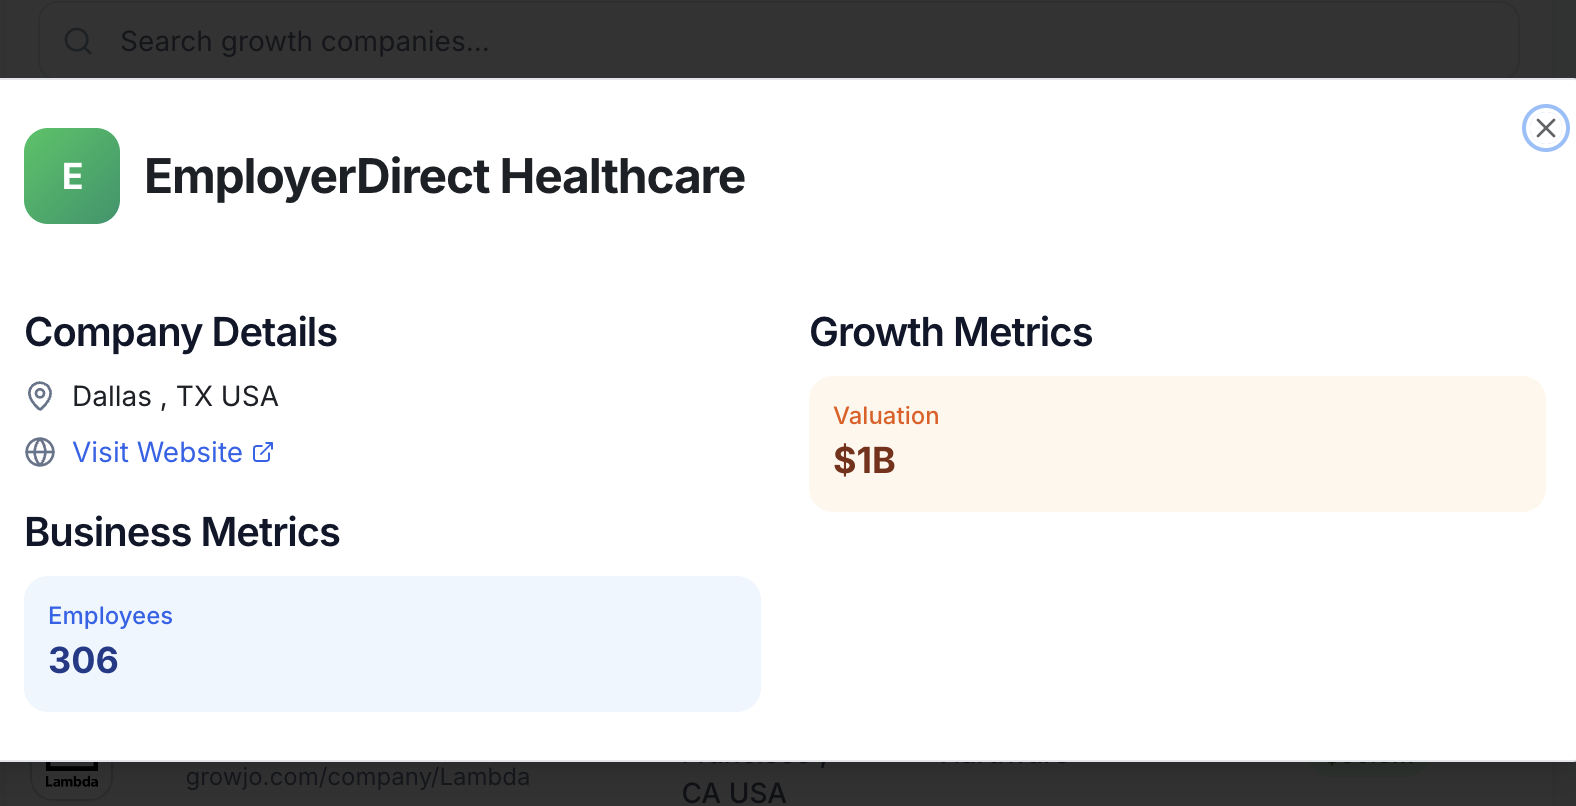 Search growth companies...
E
EmployerDirect Healthcare
Company Details
Dallas , TX USA
Visit Website
Business Metrics
Employees
306
Growth Metrics
Valuation
$1B
Lambda
growjo.com/company/Lambda
CA USA